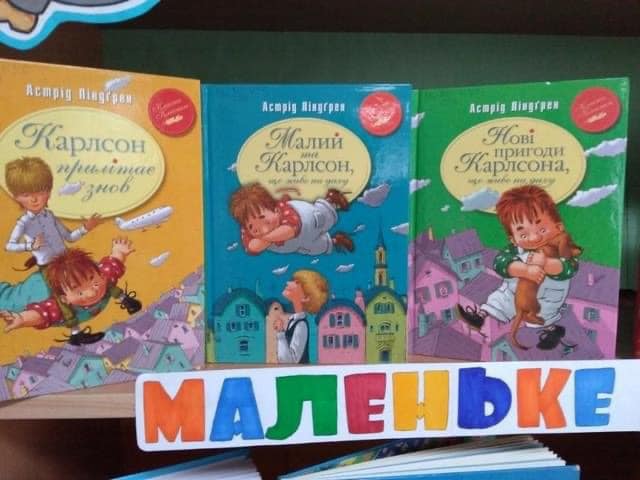 Астрід Ліндґрен
Карлсон
прилітає
знов
Астрід Ліндґрен
Малий
та
Карлсон,
що живе на даху
Астрід Ліндґрен
Нові
пригоди
Карлсона,
що живе на даху
МАЛЕНЬКЕ